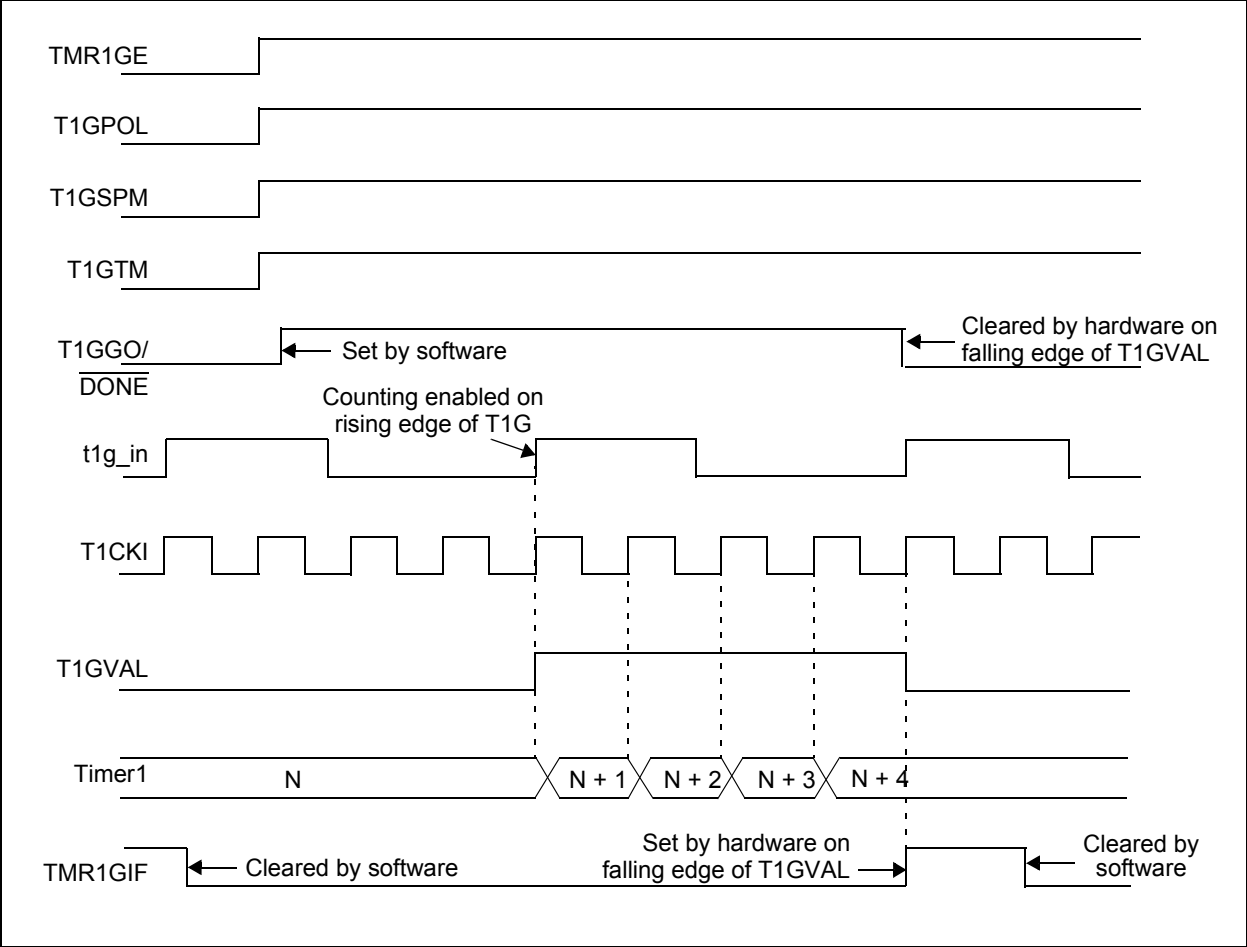 TMR1GE
T1GPOL
T1GSPM
T1GTM
T1GGO/
DONE
Set by software
Cleared by hardware on
falling edge of T1GVAL
Counting enabled on
rising edge of T1G
t1g_in
T1CKI
T1GVAL
Timer1
N
N + 1
N + 2
N + 3
N + 4
TMR1GIF
Cleared by software
Set by hardware on
falling edge of T1GVAL
Cleared by
software